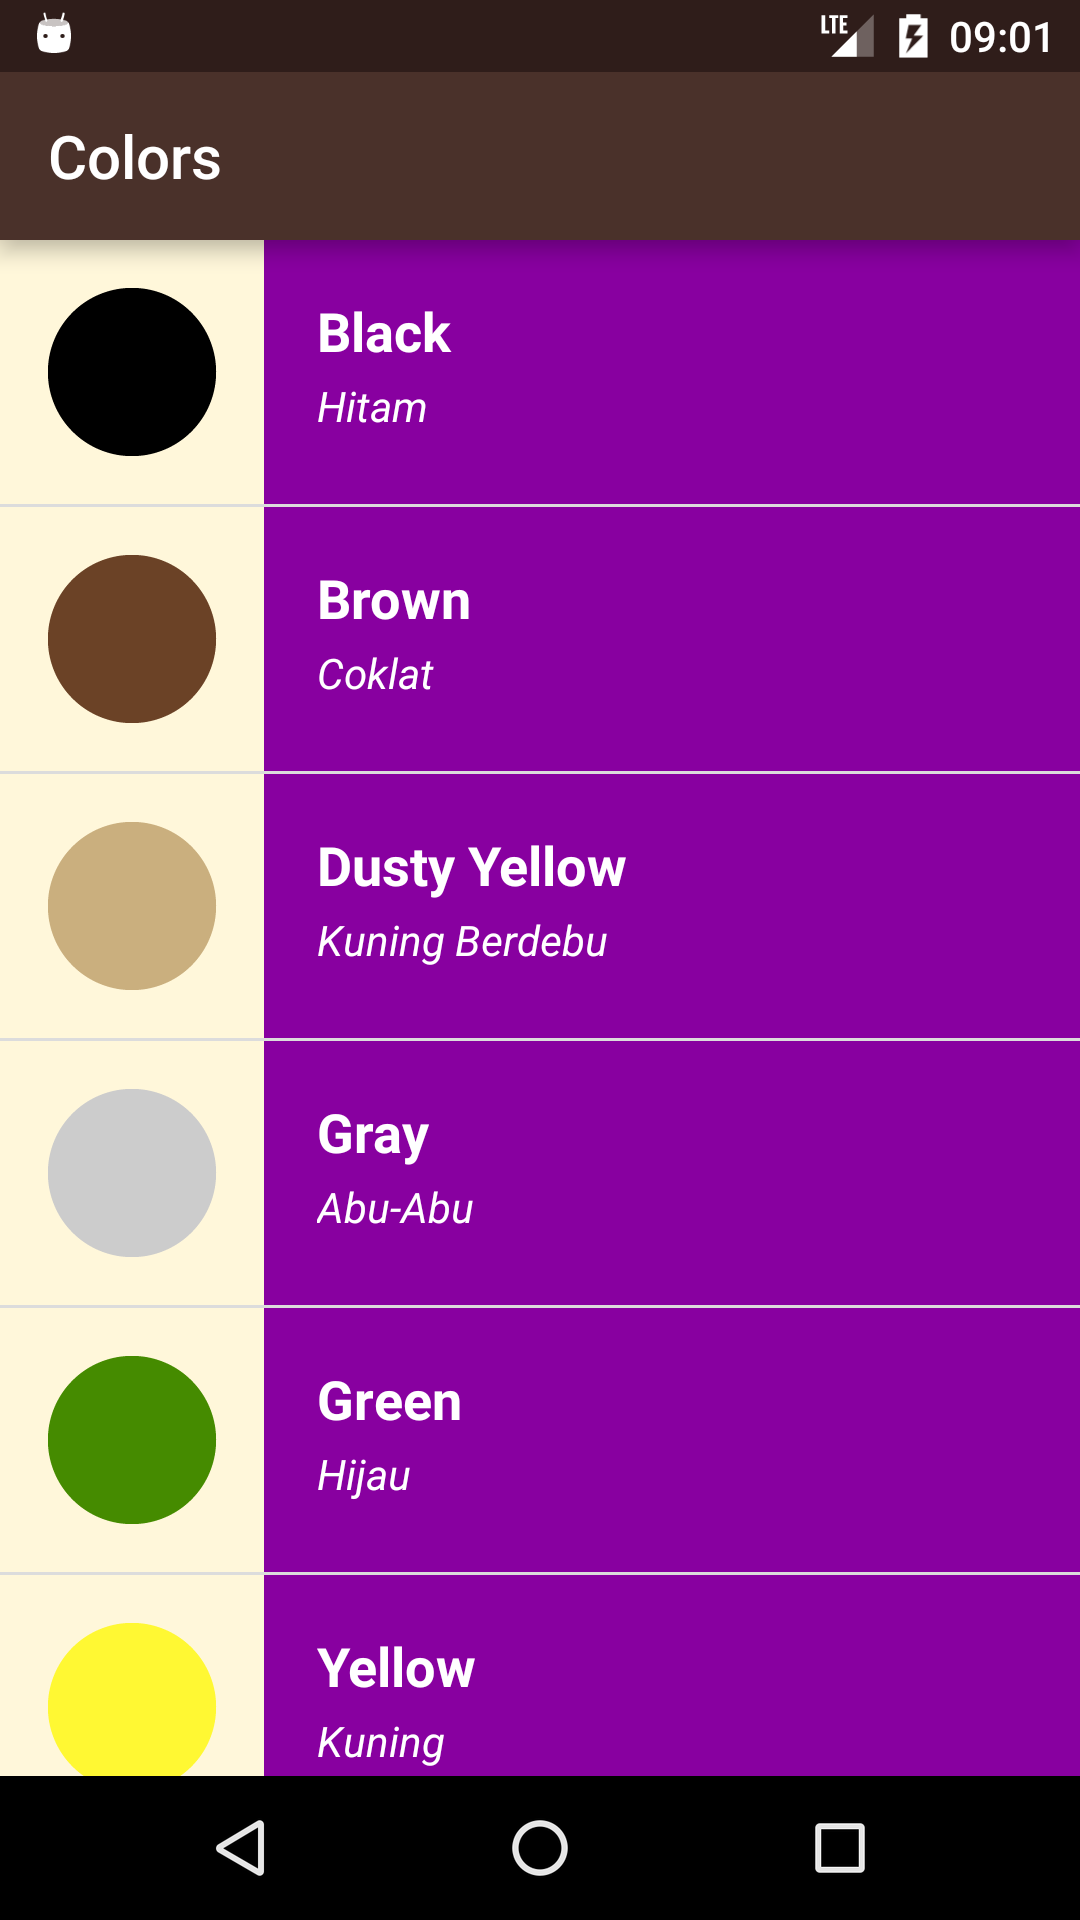 LTE 09:01
Colors
Black
Hitam
Brown
Coklat
Dusty Yellow
Kuning Berdebu
Gray
Abu-Abu
Green
Hijau
Yellow
Kuning